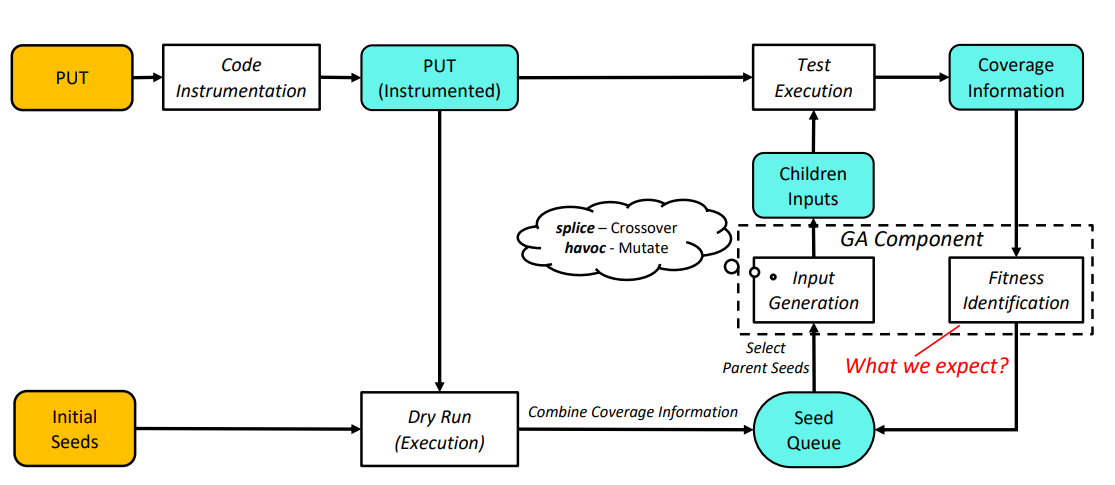 PUT
Code
Instrumentation
PUT
(Instrumented)
Test
Execution
Coverage
Information
Children
Inputs
splice – Crossover
havoc - Mutate
GA Component
Input
Generation
Fitness
Identification
Select
Parent Seeds
What we expect?
Initial
Seeds
Dry Run
(Execution)
Combine Coverage Information
Seed
Queue